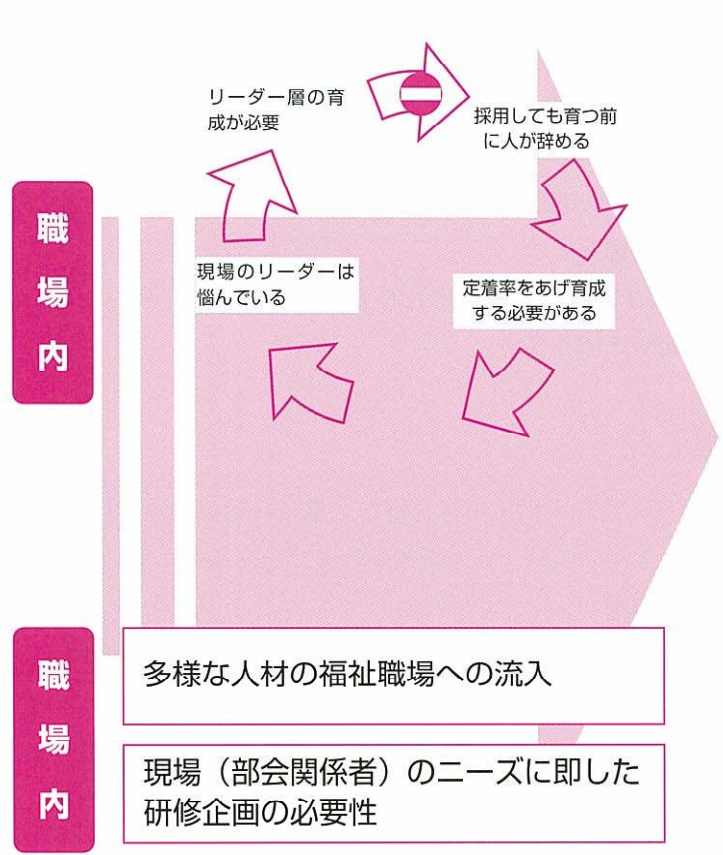 リーダー層の育
成が必要
採用しても育つ前
に人が辞める
職場内
現場のリーダーは
悩んでいる
定着率をあげ育成
する必要がある
職場内
多様な人材の福祉職場への流入
現場（部会関係者）のニーズに即した
研修企画の必要性